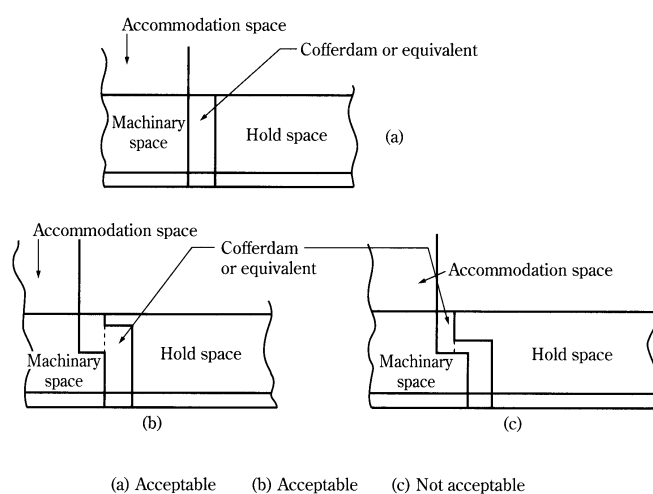 Accommodation space
Cofferdam or equivalent
Machinary
space
Hold space
(a)
Accommodation space
Cofferdam
or equivalent
Accommodation space
Machinary
space
Hold space
Machinary
space
Hold space
(b)
(c)
(a) Acceptable (b) Acceptable (c) Not acceptable